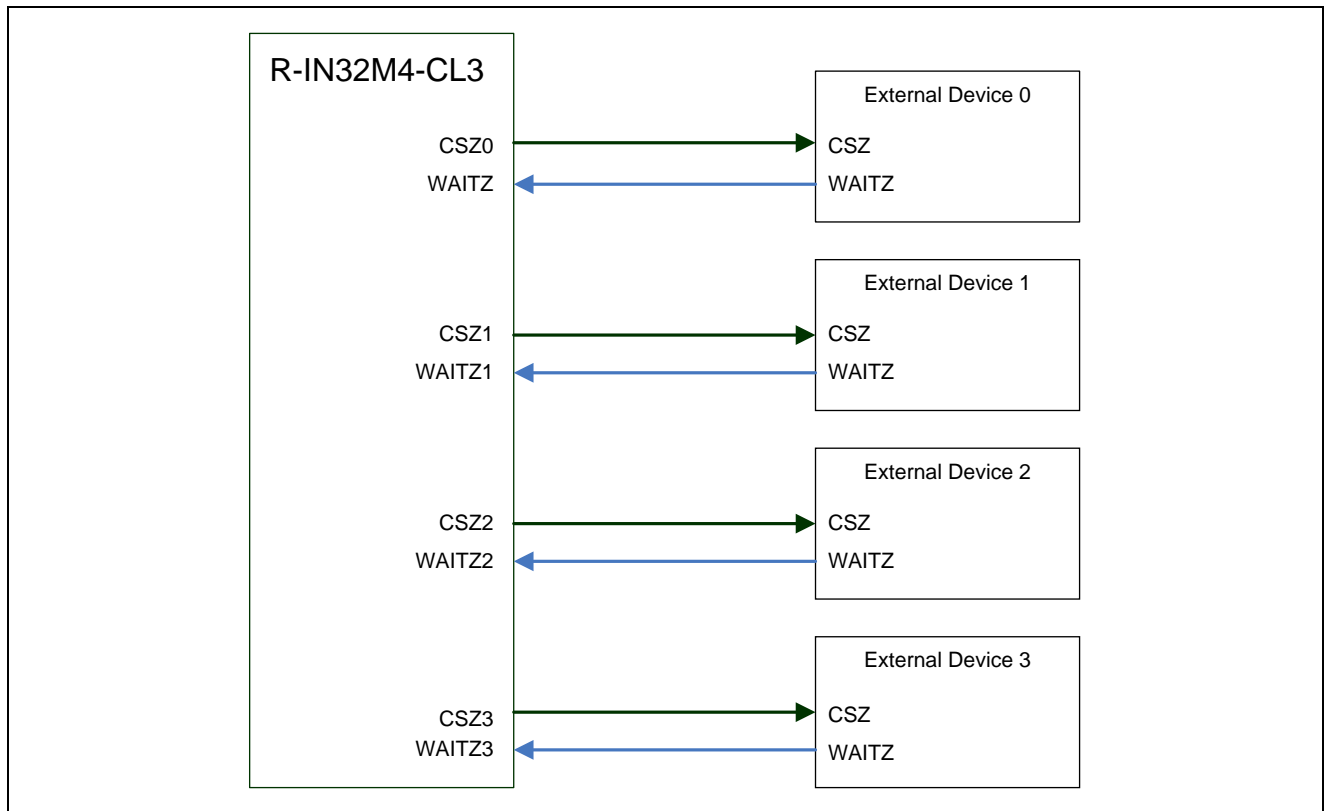 R-IN32M4-CL3
CSZ0
WAITZ
CSZ1
WAITZ1
CSZ2
WAITZ2
CSZ3
WAITZ3
External Device 0
CSZ
WAITZ
External Device 1
CSZ
WAITZ
External Device 2
CSZ
WAITZ
External Device 3
CSZ
WAITZ